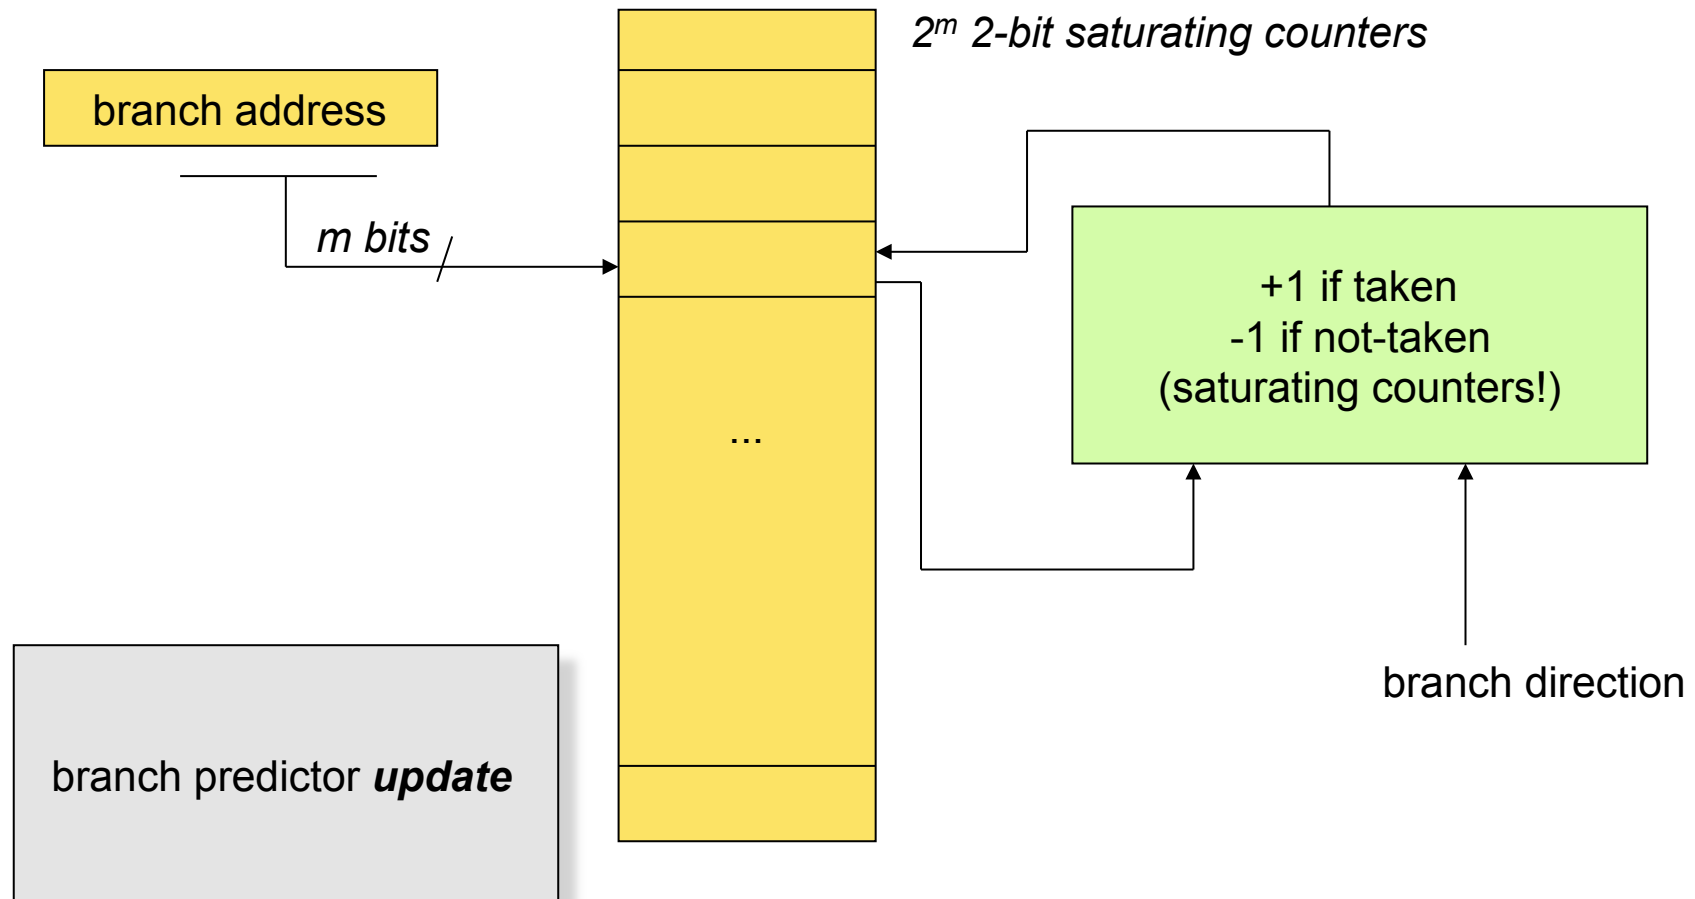 2ᵐ 2-bit saturating counters
branch address
m bits
+1 if taken
-1 if not-taken
(saturating counters!)
...
branch direction
branch predictor update